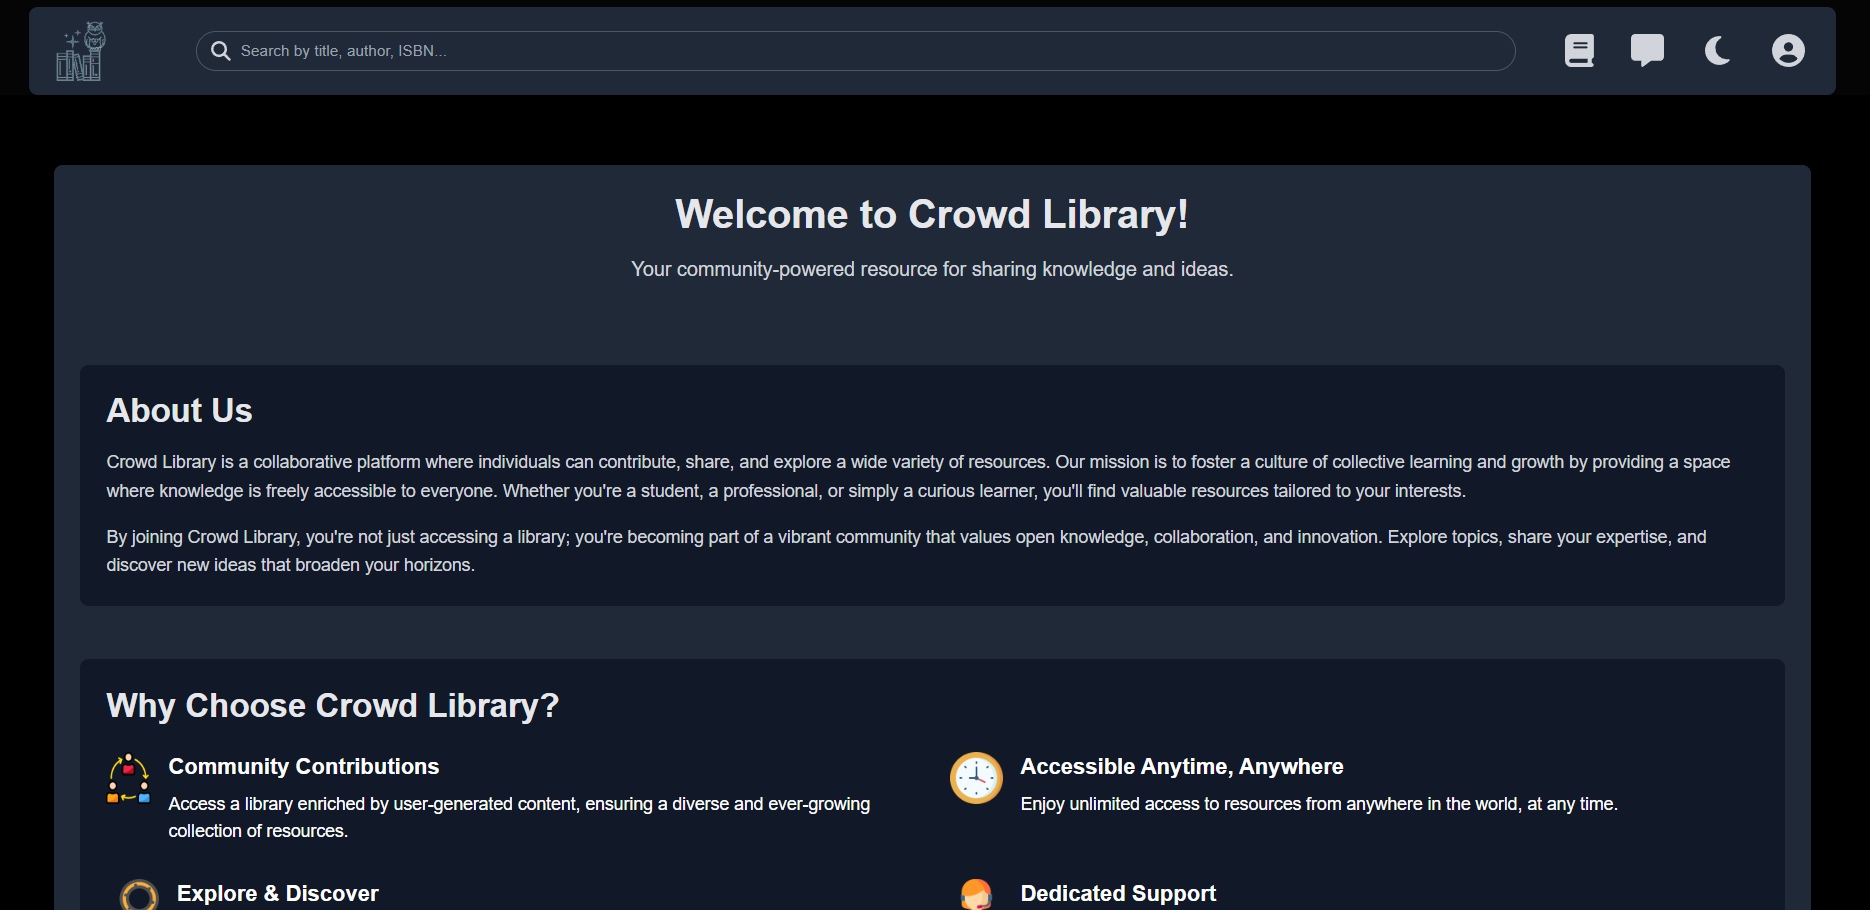 Search by title, author, ISBN...
Welcome to Crowd Library!
Your community-powered resource for sharing knowledge and ideas.
About Us
Crowd Library is a collaborative platform where individuals can contribute, share, and explore a wide variety of resources. Our mission is to foster a culture of collective learning and growth by providing a space
where knowledge is freely accessible to everyone. Whether you're a student, a professional, or simply a curious learner, you'll find valuable resources tailored to your interests.
By joining Crowd Library, you're not just accessing a library; you're becoming part of a vibrant community that values open knowledge, collaboration, and innovation. Explore topics, share your expertise, and
discover new ideas that broaden your horizons.
Why Choose Crowd Library?
Community Contributions
Access a library enriched by user-generated content, ensuring a diverse and ever-growing
collection of resources.
Accessible Anytime, Anywhere
Enjoy unlimited access to resources from anywhere in the world, at any time.
Explore & Discover
Dedicated Support